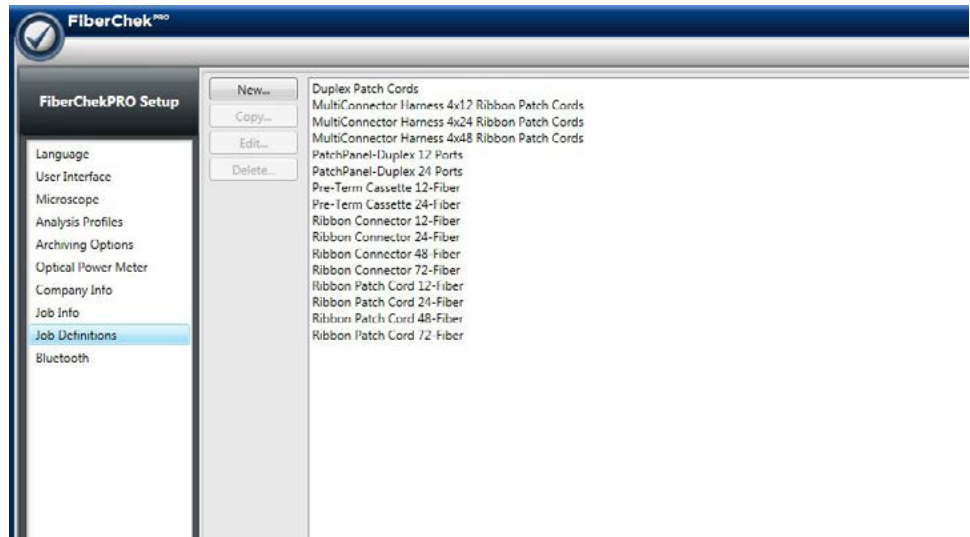 FiberChek PRO
FiberChekPRO Setup
Language
User Interface
Microscope
Analysis Profiles
Archiving Options
Optical Power Meter
Company Info
Job Info
Job Definitions
Bluetooth
New...
Copy...
Edit...
Delete...
Duplex Patch Cords
MultiConnector Harness 4x12 Ribbon Patch Cords
MultiConnector Harness 4x24 Ribbon Patch Cords
MultiConnector Harness 4x48 Ribbon Patch Cords
PatchPanel-Duplex 12 Ports
PatchPanel-Duplex 24 Ports
Pre-Term Cassette 12-Fiber
Pre-Term Cassette 24-Fiber
Ribbon Connector 12-Fiber
Ribbon Connector 24-Fiber
Ribbon Connector 48-Fiber
Ribbon Connector 72-Fiber
Ribbon Patch Cord 12-Fiber
Ribbon Patch Cord 24-Fiber
Ribbon Patch Cord 48-Fiber
Ribbon Patch Cord 72-Fiber